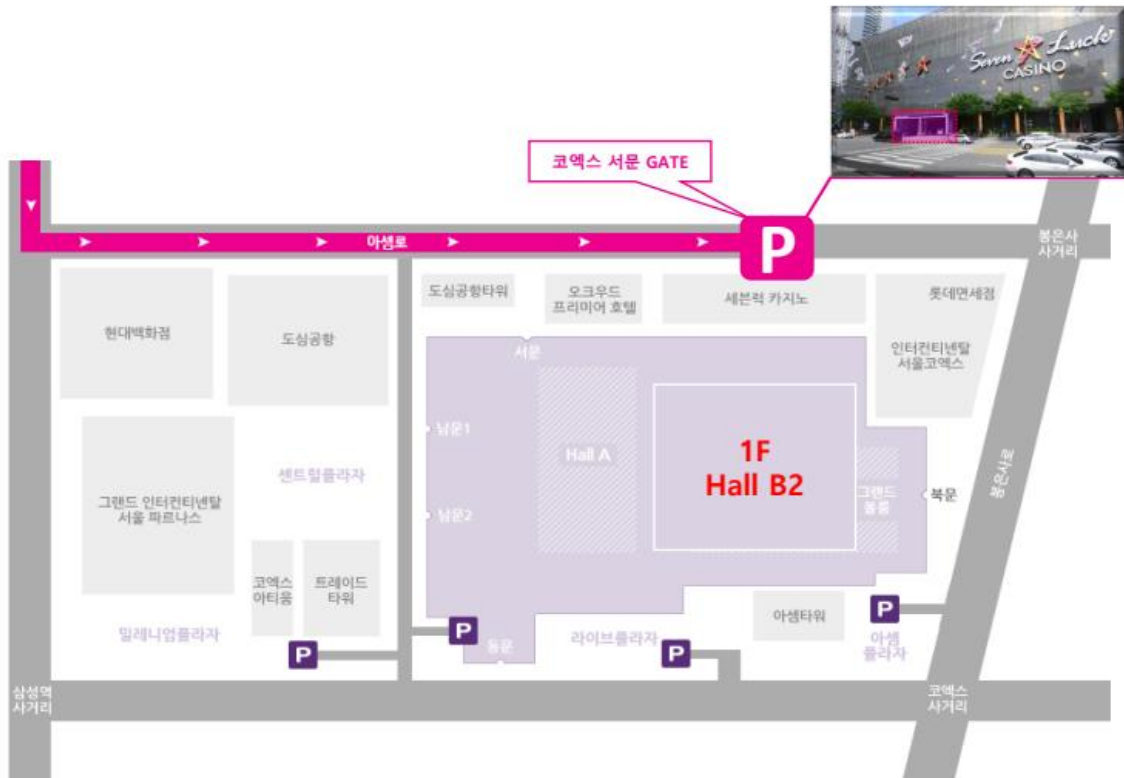 Seven Luck
CASINO
코엑스 서문 GATE
P
아셈로
봉은사
사거리
도심공항타워
오크우드
프리미어 호텔
세븐럭 카지노
롯데면세점
현대백화점
도심공항
서문
인터컨티넨탈
서울코엑스
남문1
Hall A
1F
Hall B2
센트럴플라자
그랜드
볼룸
북문
봉은사로
그랜드 인터컨티넨탈
서울 파르나스
남문2
코엑스
아티움
트레이드
타워
밀레니엄플라자
P
P
동문
라이브플라자
P
아셈타워
P
아셈
플라자
삼성역
사거리
코엑스
사거리